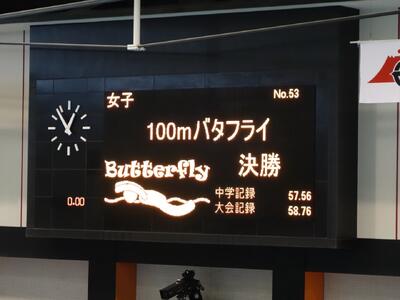 女子
No.53
100mバタフライ
Butterfly 決勝
中学記録 57.56
0.00
大会記録 58.76